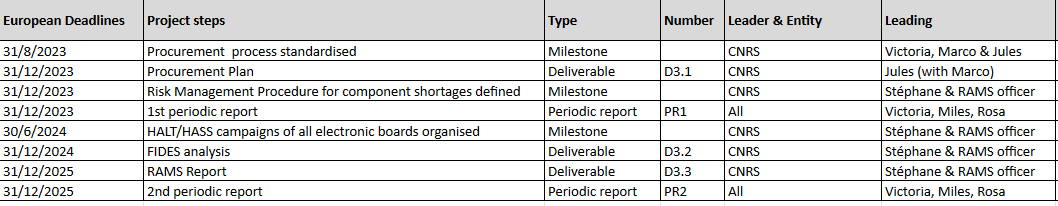 European Deadlines Project steps Type Number Leader & Entity Leading
31/8/2023 Procurement process standardised Milestone CNRS Victoria, Marco & Jules
31/12/2023 Procurement Plan Deliverable D3.1 CNRS Jules (with Marco)
31/12/2023 Risk Management Procedure for component shortages defined Milestone CNRS Stéphane & RAMS officer
31/12/2023 1st periodic report Periodic report PR1 All Victoria, Miles, Rosa
30/6/2024 HALT/HASS campaigns of all electronic boards organised Milestone CNRS Stéphane & RAMS officer
31/12/2024 FIDES analysis Deliverable D3.2 CNRS Stéphane & RAMS officer
31/12/2025 RAMS Report Deliverable D3.3 CNRS Stéphane & RAMS officer
31/12/2025 2nd periodic report Periodic report PR2 All Victoria, Miles, Rosa